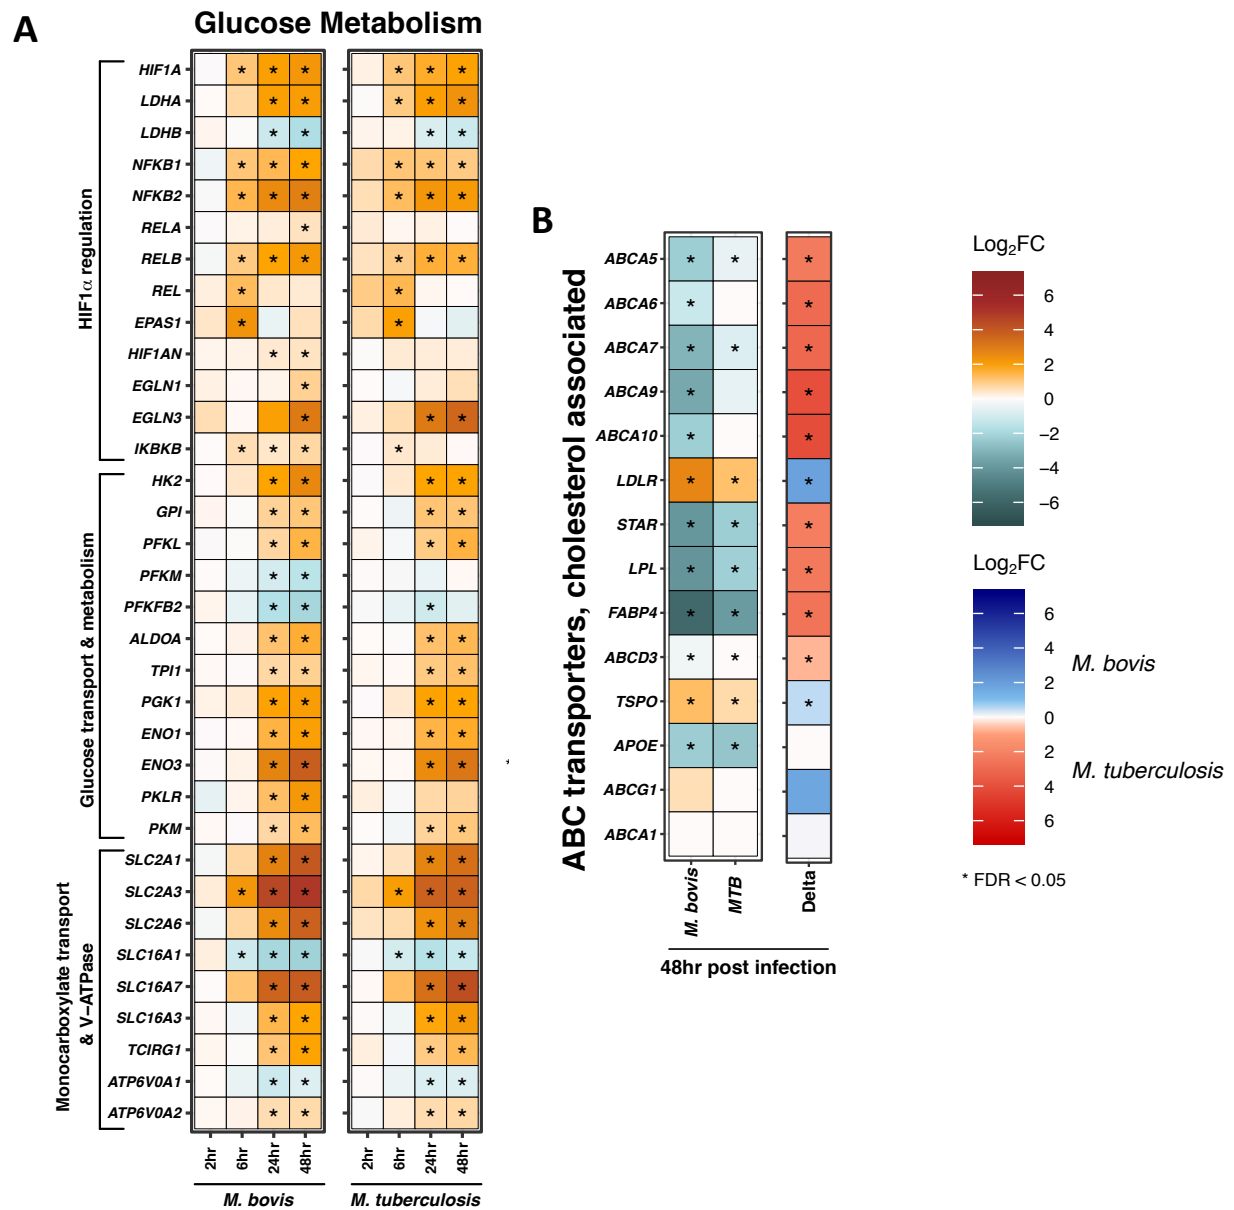 A
Glucose Metabolism
HIF1α regulation
HIF1A * * * * * *
LDHA * * * * *
LDHB * * * *
NFKB1 * * * * * *
NFKB2 * * * * * *
RELA *
RELB * * * * * *
REL * *
EPAS1 * *
HIF1AN * *
EGLN1 *
EGLN3 * * *
IKBKB * * * *
Glucose transport & metabolism
HK2 * * * *
GPI * * * *
PFKL * * * *
PFKM * *
PFKFB2 * * *
ALDOA * * * *
TPI1 * * * *
PGK1 * * * *
ENO1 * * * *
ENO3 * * * *
PKLR * *
PKM * * * *
Monocarboxylate transport
& V−ATPase
SLC2A1 * * * *
SLC2A3 * * * * * *
SLC2A6 * * * *
SLC16A1 * * * * * *
SLC16A7 * * * *
SLC16A3 * * * *
TCIRG1 * * * *
ATP6V0A1 * * * *
ATP6V0A2 * * * *
2hr 6hr 24hr 48hr 2hr 6hr 24hr 48hr
M. bovis M. tuberculosis
*
B
ABC transporters, cholesterol associated
ABCA5 * * *
ABCA6 * *
ABCA7 * * *
ABCA9 * *
ABCA10 * *
LDLR * * *
STAR * * *
LPL * * *
FABP4 * * *
ABCD3 * * *
TSPO * * *
APOE * *
ABCG1
ABCA1
M. bovis MTB Delta
48hr post infection
Log2FC
6
4
2
0
−2
−4
−6
Log2FC
6
4
2
0
2
4
6
M. bovis
M. tuberculosis
* FDR < 0.05